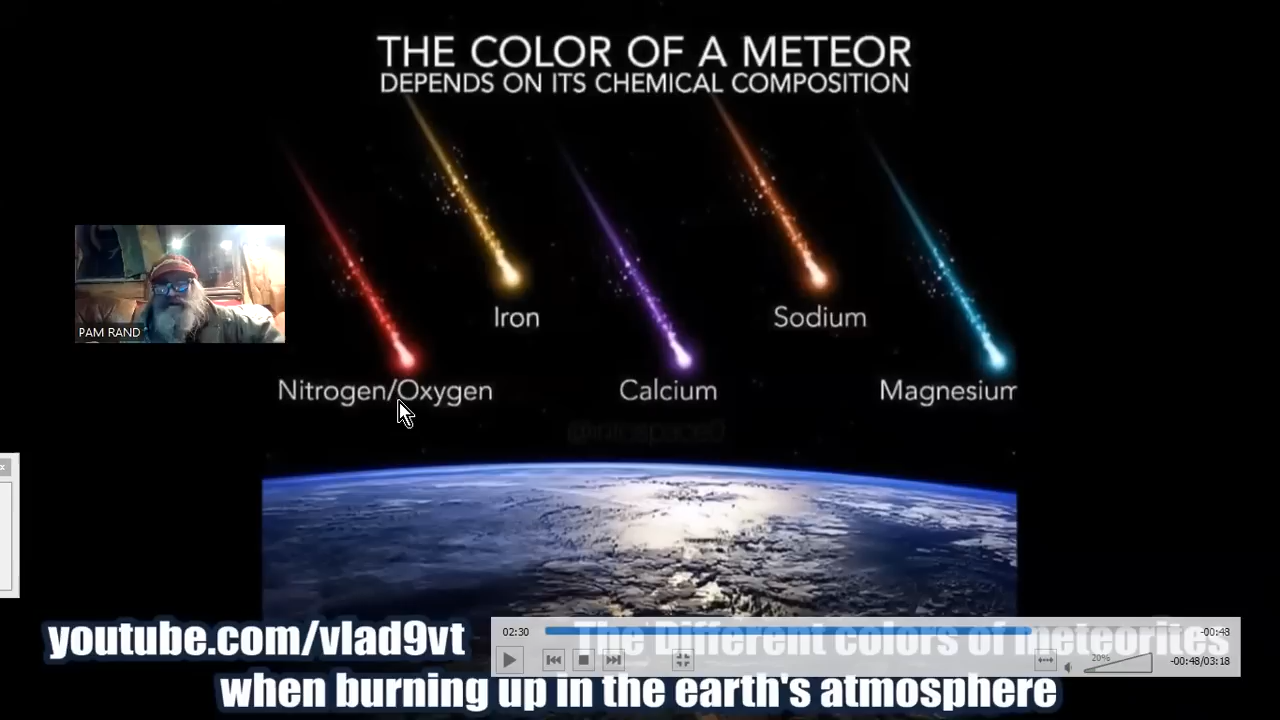 THE COLOR OF A METEOR
DEPENDS ON ITS CHEMICAL COMPOSITION
Iron
Sodium
PAM RAND
Nitrogen/Oxygen
Calcium
Magnesium
youtube.com/vlad9vt
The Different colors of meteorites
when burning up in the earth's atmosphere
02:30
-00:48
20%
-00:48/03:18